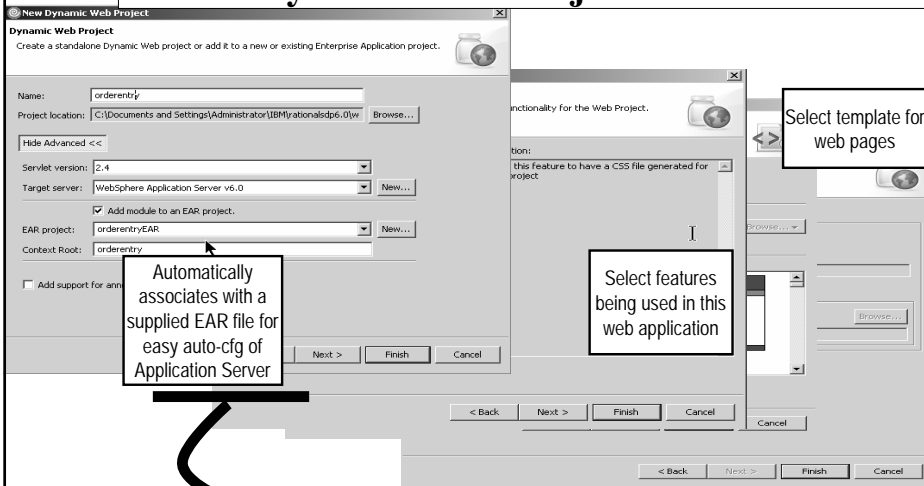 New Dynamic Web Project
Dynamic Web Project
Create a standalone Dynamic Web project or add it to a new or existing Enterprise Application project.
Name: orderentry
Project location: C:\Documents and Settings\Administrator\IBM\rationalsdp6.0\w Browse...
Hide Advanced <<
Servlet version: 2.4
Target server: WebSphere Application Server v6.0 New...
Add module to an EAR project.
EAR project: orderentryEAR New...
Context Root: orderentry
Add support for ann
Automatically
associates with a
supplied EAR file for
easy auto-cfg of
Application Server
Next > Finish Cancel
nctionality for the Web Project.
tion:
this feature to have a CSS file generated for
project
Select features
being used in this
web application
< Back Next > Finish Cancel
Select template for
web pages
Browse...
Browse...
Cancel
< Back Next > Finish Cancel